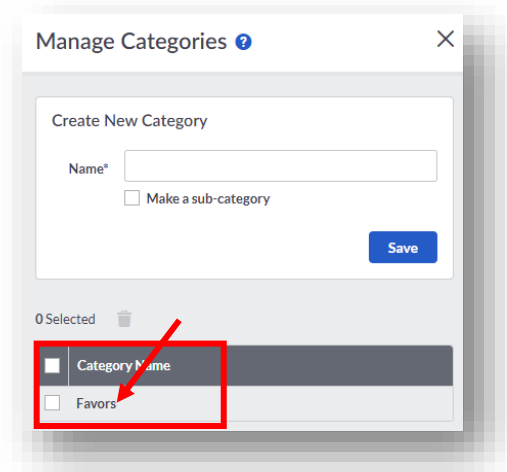 Manage Categories ?
Create New Category
Name*
Make a sub-category
Save
0 Selected
Category Name
Favors